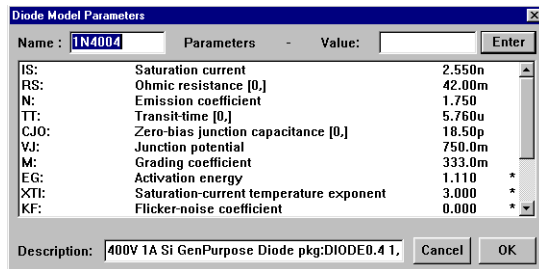 Diode Model Parameters
Name : 1N4004 Parameters - Value: Enter
IS: Saturation current 2.550n
RS: Ohmic resistance [0,] 42.00m
N: Emission coefficient 1.750
TT: Transit-time [0,] 5.760u
CJO: Zero-bias junction capacitance [0,] 18.50p
VJ: Junction potential 750.0m
M: Grading coefficient 333.0m
EG: Activation energy 1.110 *
XTI: Saturation-current temperature exponent 3.000 *
KF: Flicker-noise coefficient 0.000 *
Description: 400V 1A Si GenPurpose Diode pkg:DIODE0.4 1, Cancel OK